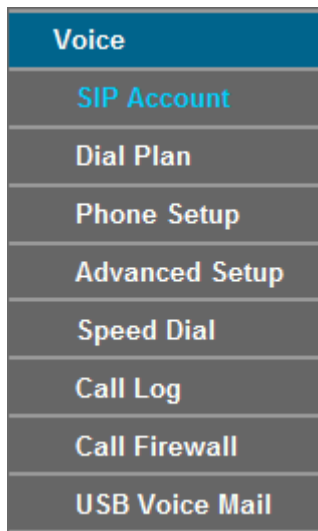 Voice
SIP Account
Dial Plan
Phone Setup
Advanced Setup
Speed Dial
Call Log
Call Firewall
USB Voice Mail